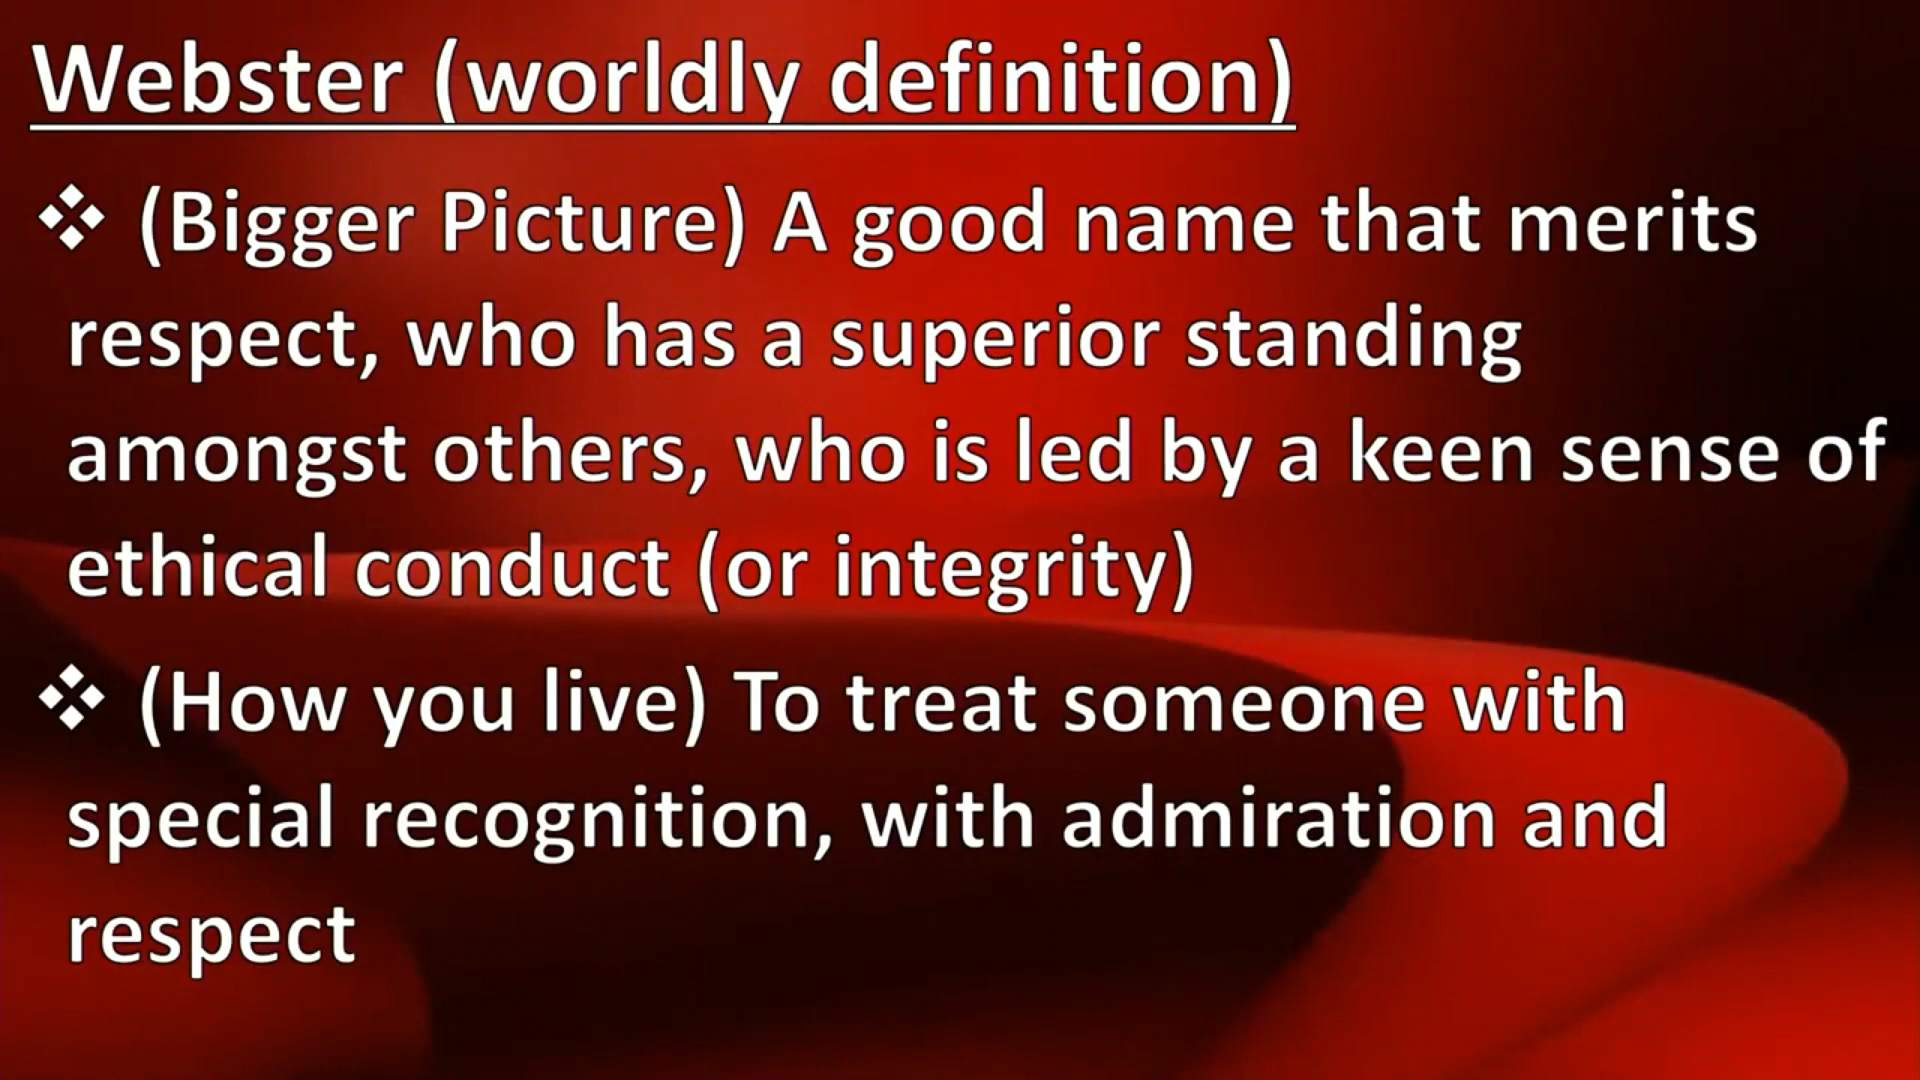 Webster (worldly definition)
❖ (Bigger Picture) A good name that merits
respect, who has a superior standing
amongst others, who is led by a keen sense of
ethical conduct (or integrity)
❖ (How you live) To treat someone with
special recognition, with admiration and
respect